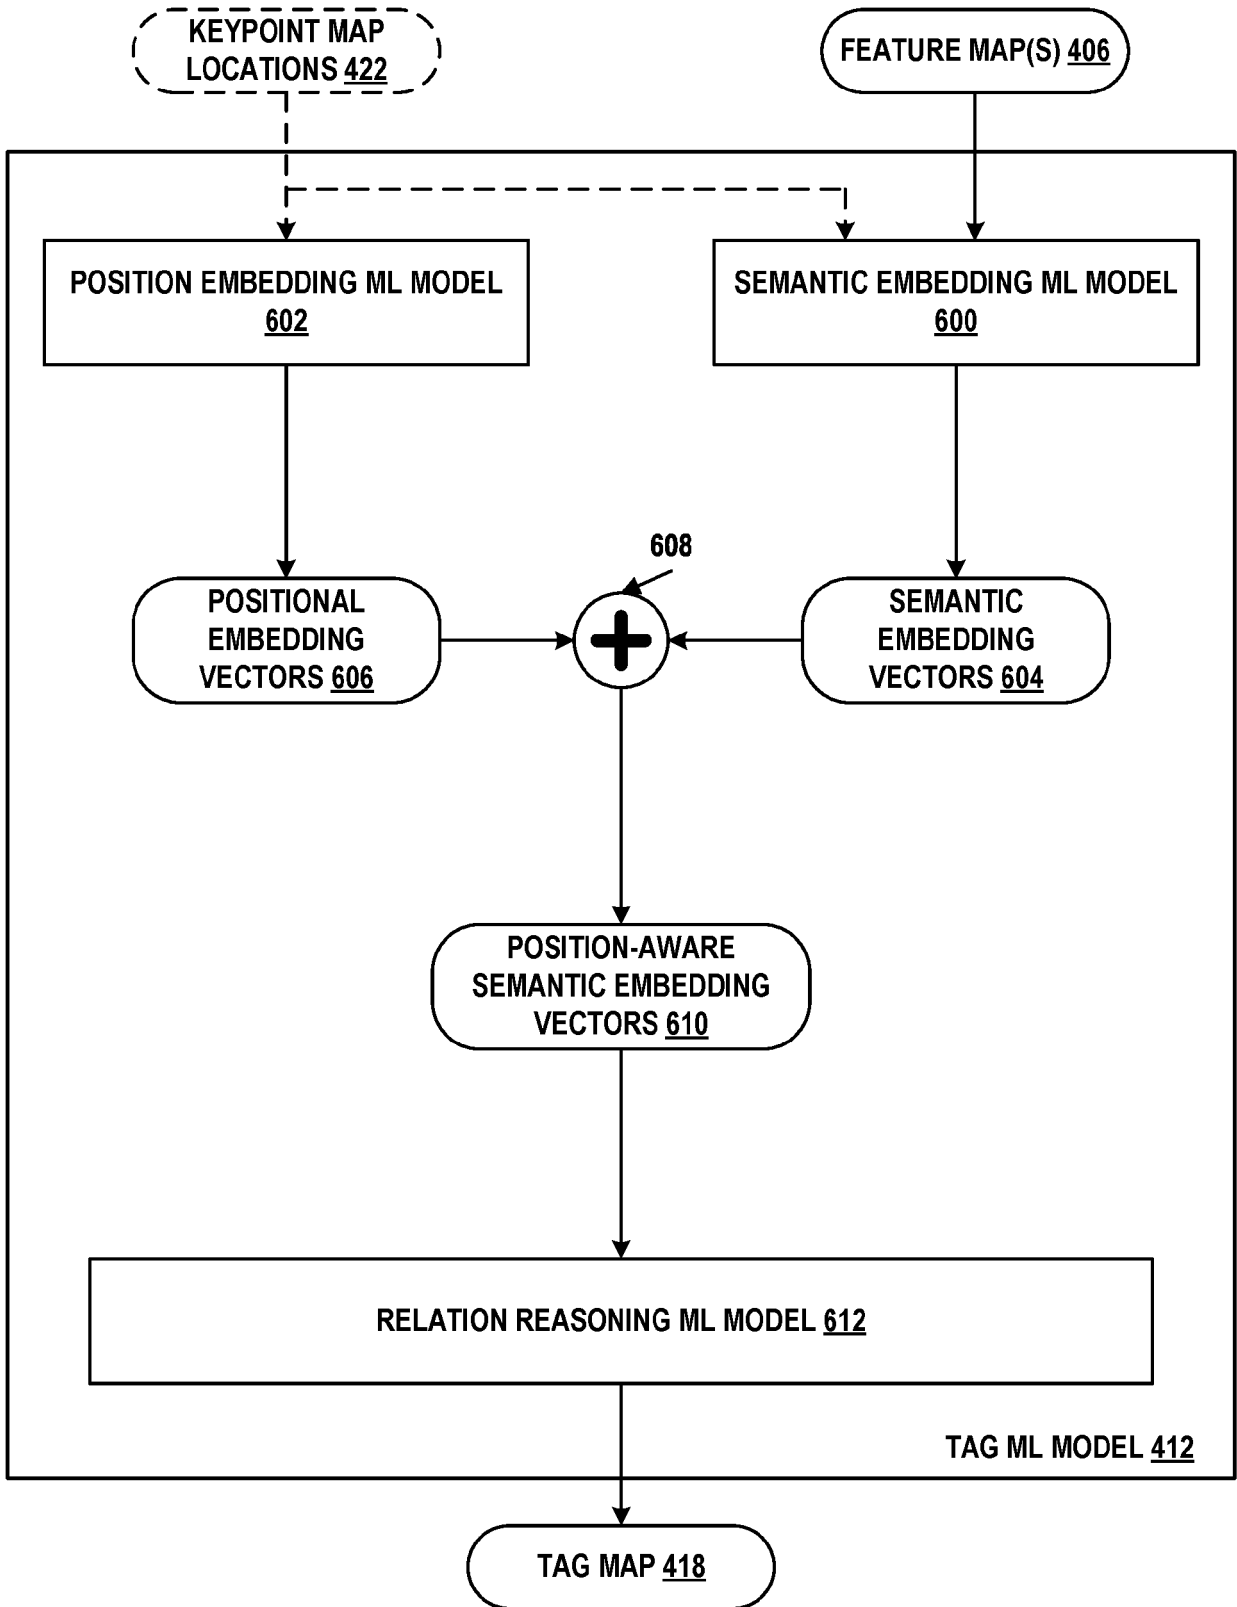 KEYPOINT MAP
LOCATIONS 422
FEATURE MAP(S) 406
POSITION EMBEDDING ML MODEL
602
SEMANTIC EMBEDDING ML MODEL
600
608
POSITIONAL
EMBEDDING
VECTORS 606
SEMANTIC
EMBEDDING
VECTORS 604
POSITION-AWARE
SEMANTIC EMBEDDING
VECTORS 610
RELATION REASONING ML MODEL 612
TAG ML MODEL 412
TAG MAP 418